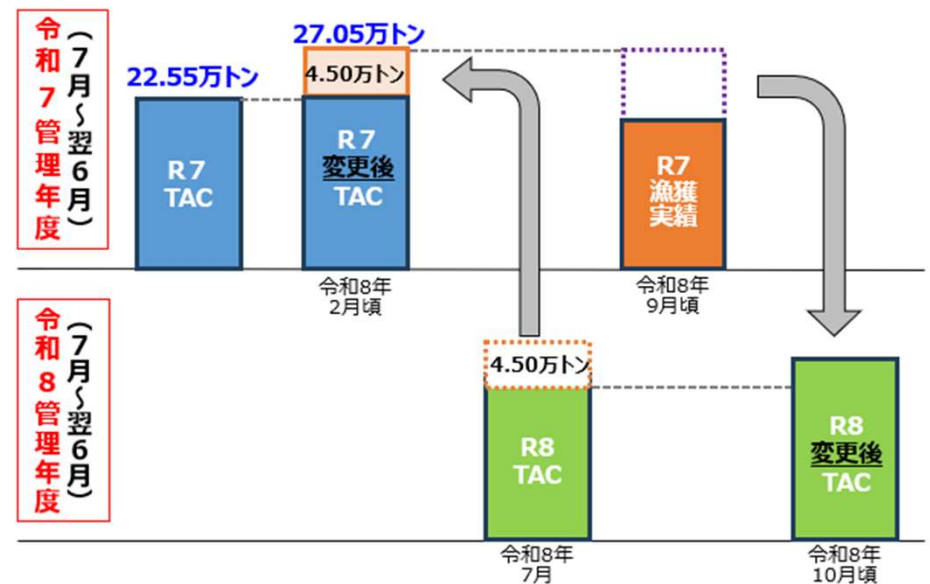 令和7管理年度
（7月～翌6月）
22.55万トン
27.05万トン
4.50万トン
R7
TAC
R7
変更後
TAC
R7
漁獲
実績
令和8年
2月頃
令和8年
9月頃
令和8管理年度
（7月～翌6月）
4.50万トン
R8
TAC
R8
変更後
TAC
令和8年
7月
令和8年
10月頃